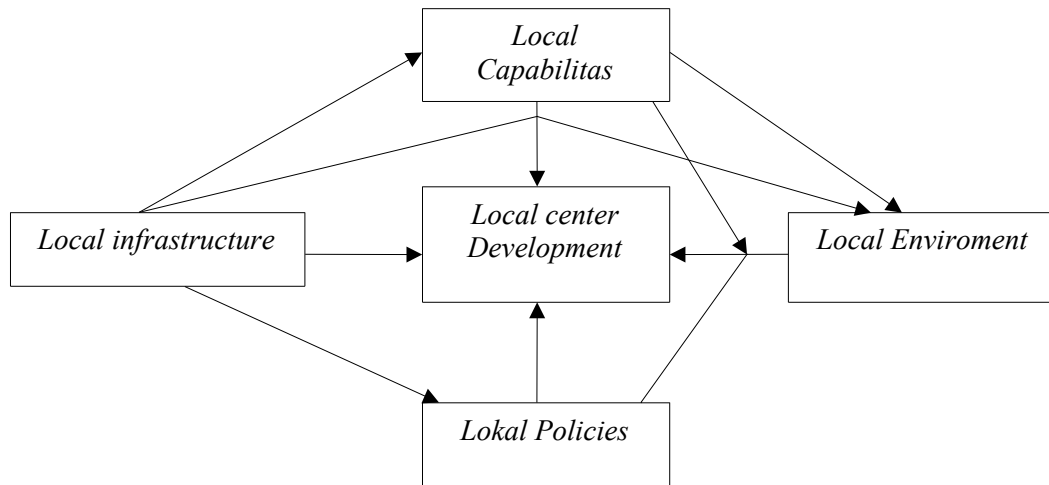 Local
Capabilitas
Local center
Development
Local infrastructure
Local Enviroment
Lokal Policies